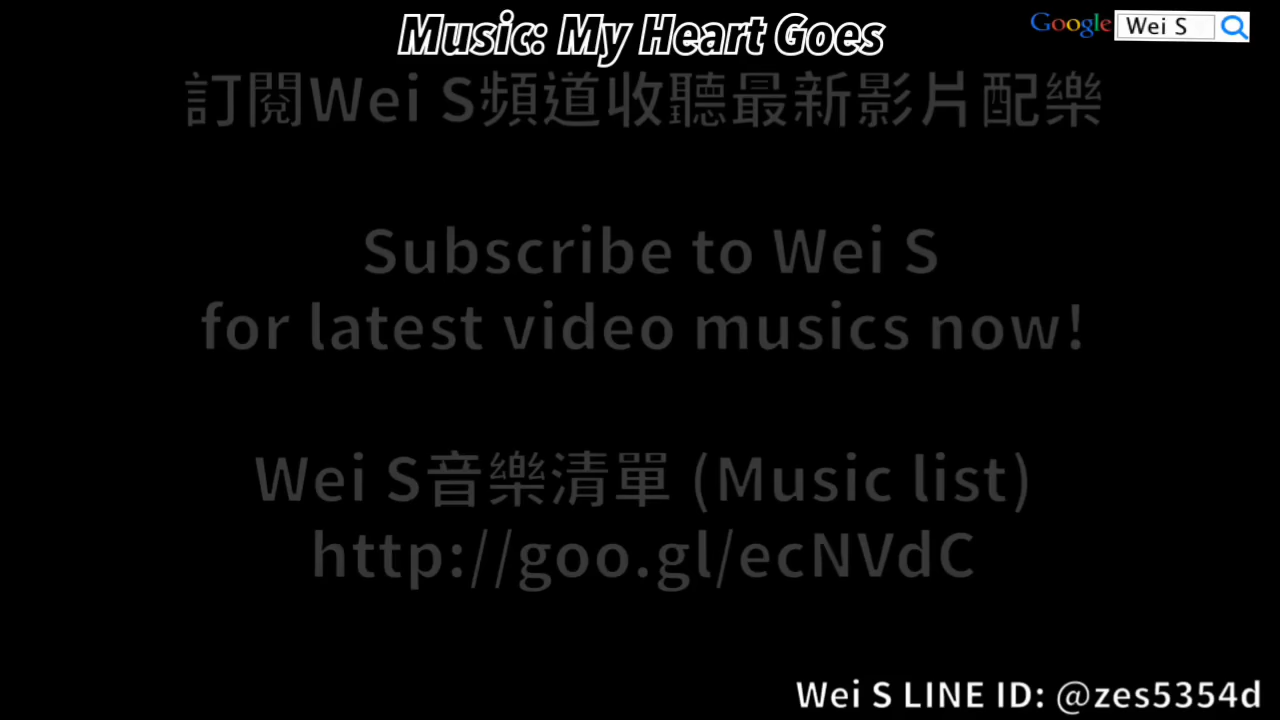 Music: My Heart Goes
Google Wei S
訂閱Wei S頻道收聽最新影片配樂
Subscribe to Wei S
for latest video musics now!
Wei S音樂清單 (Music list)
http://goo.gl/ecNVdC
Wei S LINE ID: @zes5354d